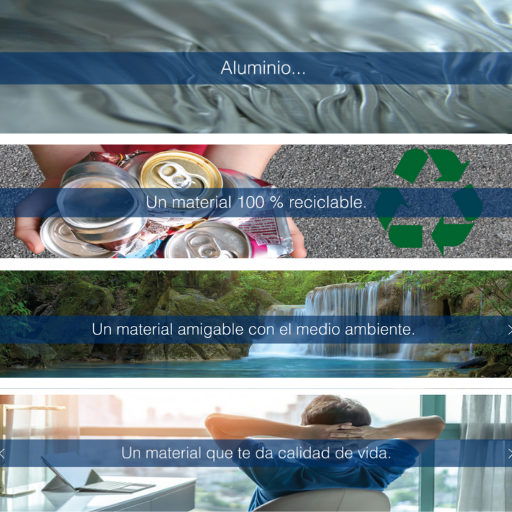 Aluminio...
Un material 100 % reciclable.
Un material amigable con el medio ambiente.
Un material que te da calidad de vida.